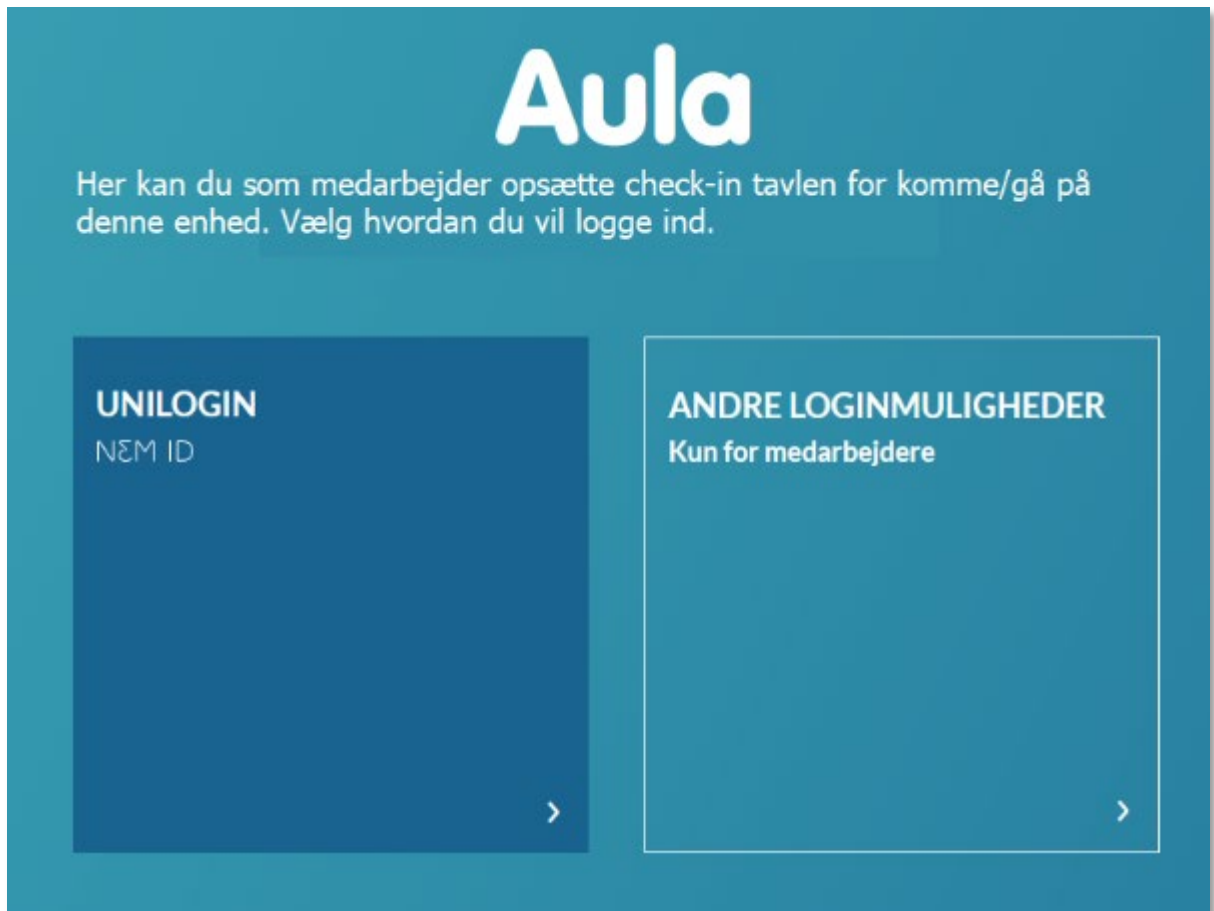 Aula
Her kan du som medarbejder opsætte check-in tavlen for komme/gå på
denne enhed. Vælg hvordan du vil logge ind.
UNILOGIN
NEM ID
ANDRE LOGINMULIGHEDER
Kun for medarbejdere